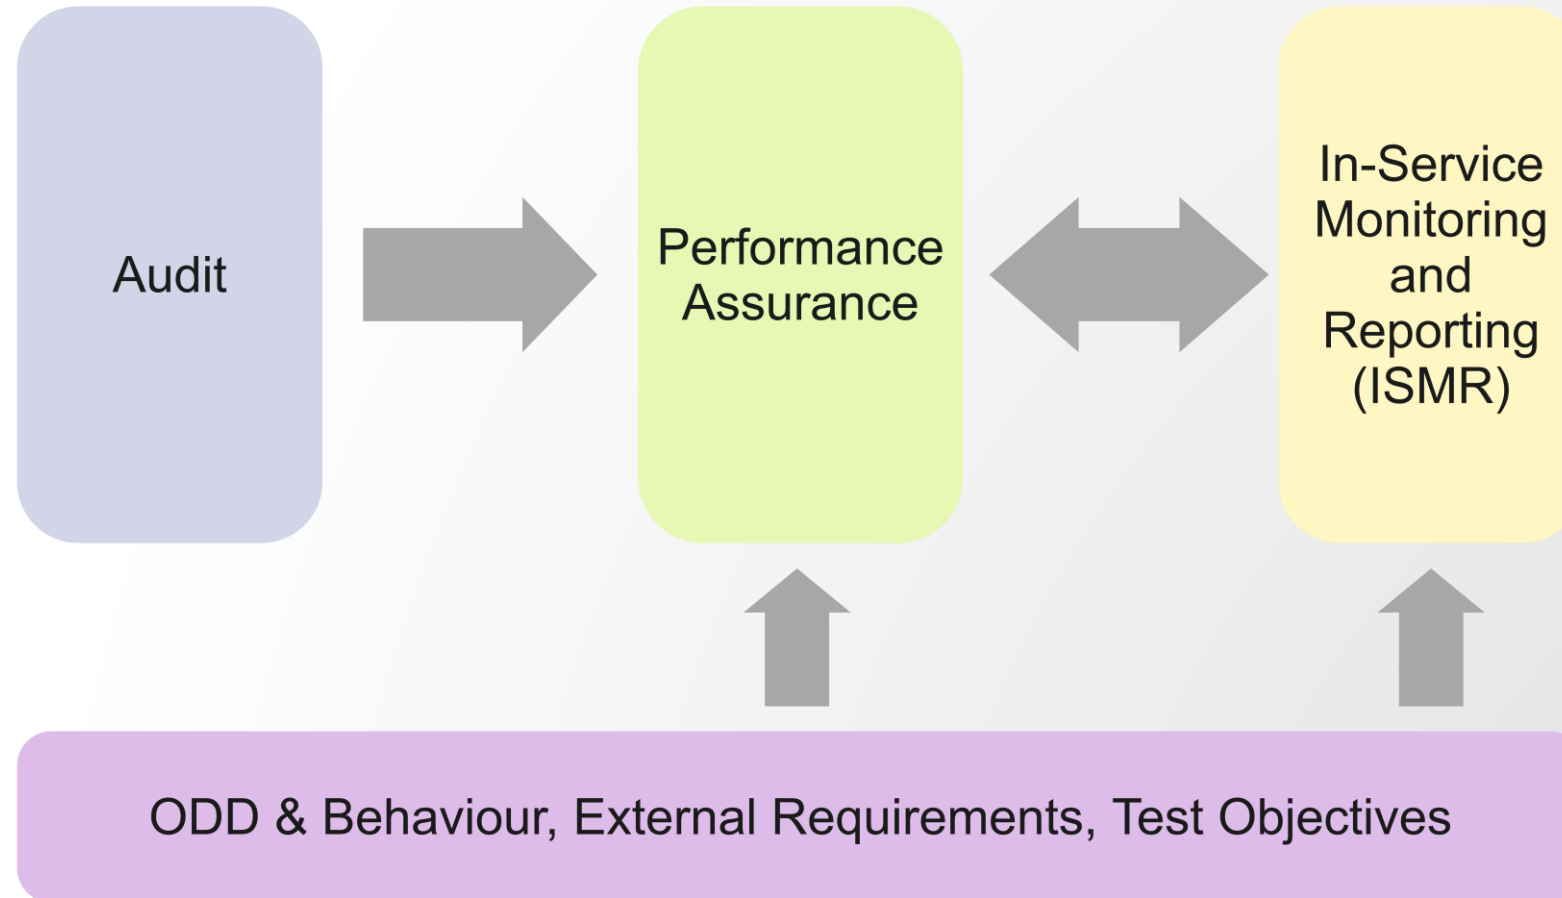 Audit
Performance
Assurance
In-Service
Monitoring
and
Reporting
(ISMR)
ODD & Behaviour, External Requirements, Test Objectives